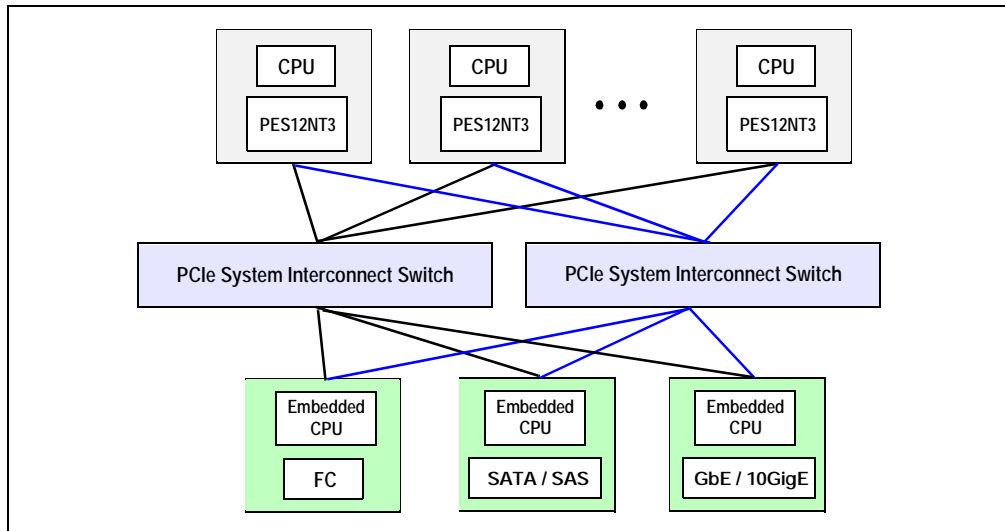 CPU
CPU
CPU
PES12NT3
PES12NT3
PES12NT3
PCIe System Interconnect Switch
PCIe System Interconnect Switch
Embedded
CPU
Embedded
CPU
Embedded
CPU
FC
SATA / SAS
GbE / 10GigE